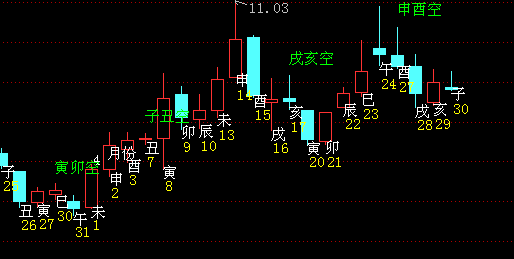 11.03
申酉空
戌亥空
子丑空
寅卯空
4月份
子
25
丑
26
寅
27
巳
30
午
31
未
1
申
2
酉
3
丑
7
寅
8
卯
9
辰
10
未
13
申
14
酉
15
戌
16
亥
17
寅
20
卯
21
辰
22
巳
23
午
24
酉
27
戌
28
亥
29
子
30